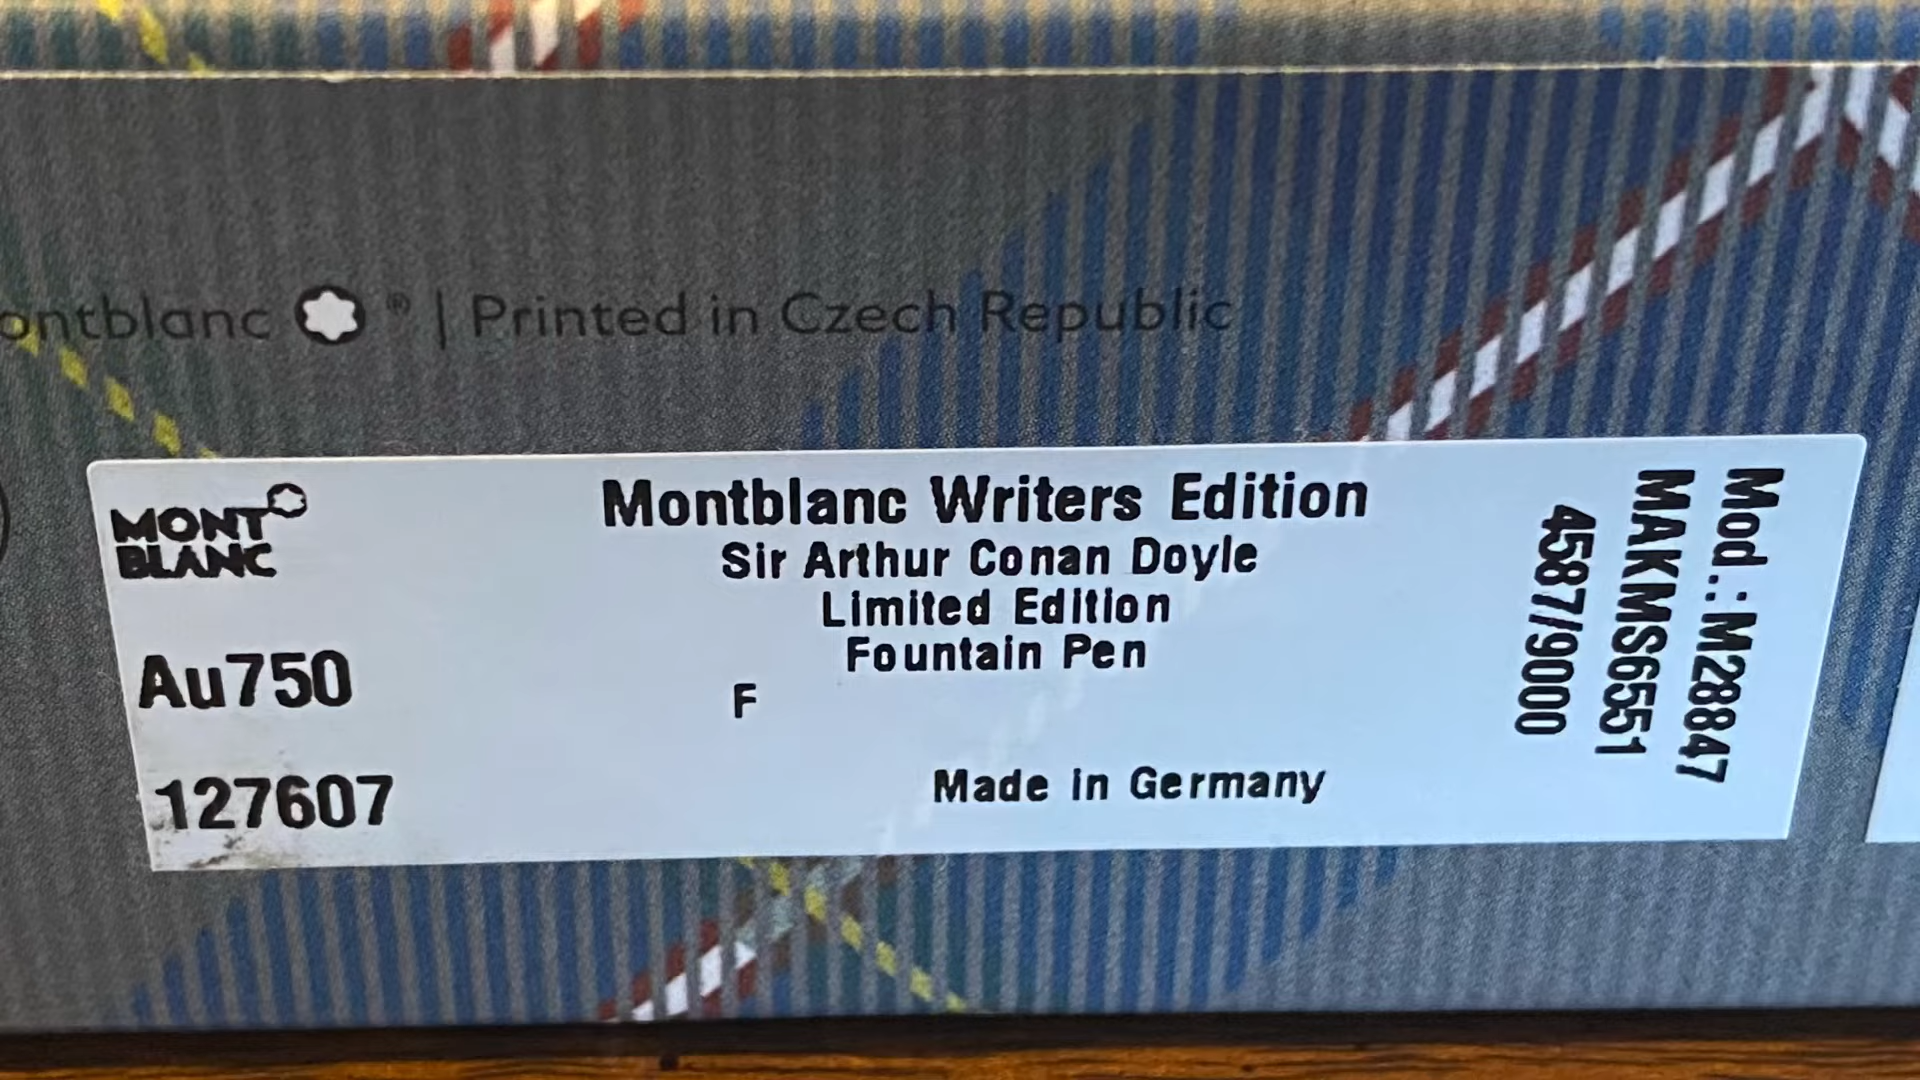 ontblanc ® | Printed in Czech Republic
MONT
BLANC
Montblanc Writers Edition
Sir Arthur Conan Doyle
Limited Edition
Fountain Pen
F
Au750
127607
Made in Germany
Mod.: M28847
MAKMS6551
4587/9000